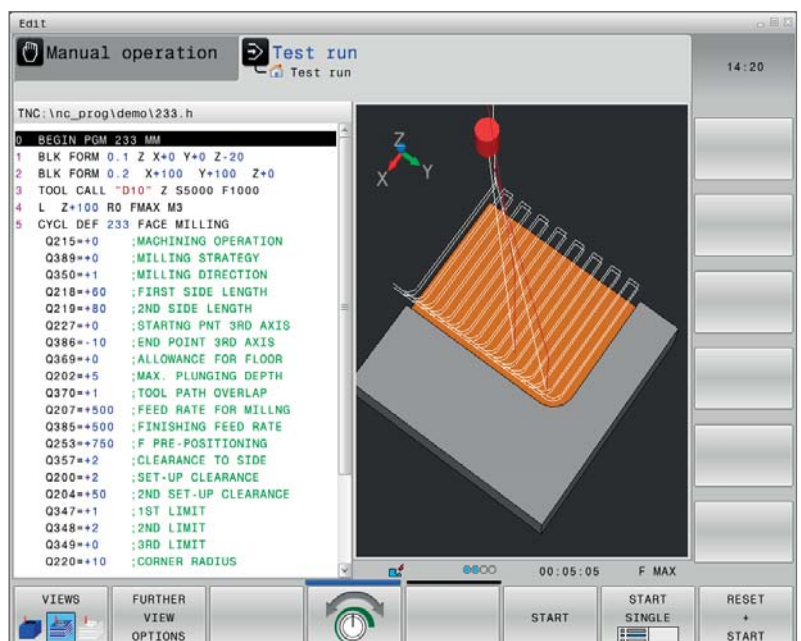 Edit
Manual operation
Test run
Test run
14:20
TNC:\nc_prog\demo\233.h
0 BEGIN PGM 233 MM
1 BLK FORM 0.1 Z X+0 Y+0 Z-20
2 BLK FORM 0.2 X+100 Y+100 Z+0
3 TOOL CALL "D10" Z S5000 F1000
4 L Z+100 R0 FMAX M3
5 CYCL DEF 233 FACE MILLING
Q215=+0 ;MACHINING OPERATION
Q389=+0 ;MILLING STRATEGY
Q350=+1 ;MILLING DIRECTION
Q218=+60 ;FIRST SIDE LENGTH
Q219=+80 ;2ND SIDE LENGTH
Q227=+0 ;STARTNG PNT 3RD AXIS
Q386=-10 ;END POINT 3RD AXIS
Q369=+0 ;ALLOWANCE FOR FLOOR
Q202=+5 ;MAX. PLUNGING DEPTH
Q370=+1 ;TOOL PATH OVERLAP
Q207=+500 ;FEED RATE FOR MILLNG
Q385=+500 ;FINISHING FEED RATE
Q253=+750 ;F PRE-POSITIONING
Q357=+2 ;CLEARANCE TO SIDE
Q200=+2 ;SET-UP CLEARANCE
Q204=+50 ;2ND SET-UP CLEARANCE
Q347=+1 ;1ST LIMIT
Q348=+2 ;2ND LIMIT
Q349=+0 ;3RD LIMIT
Q220=+10 ;CORNER RADIUS
Z
X
Y
00:05:05 F MAX
VIEWS
FURTHER
VIEW
OPTIONS
START
START
SINGLE
RESET
+
START